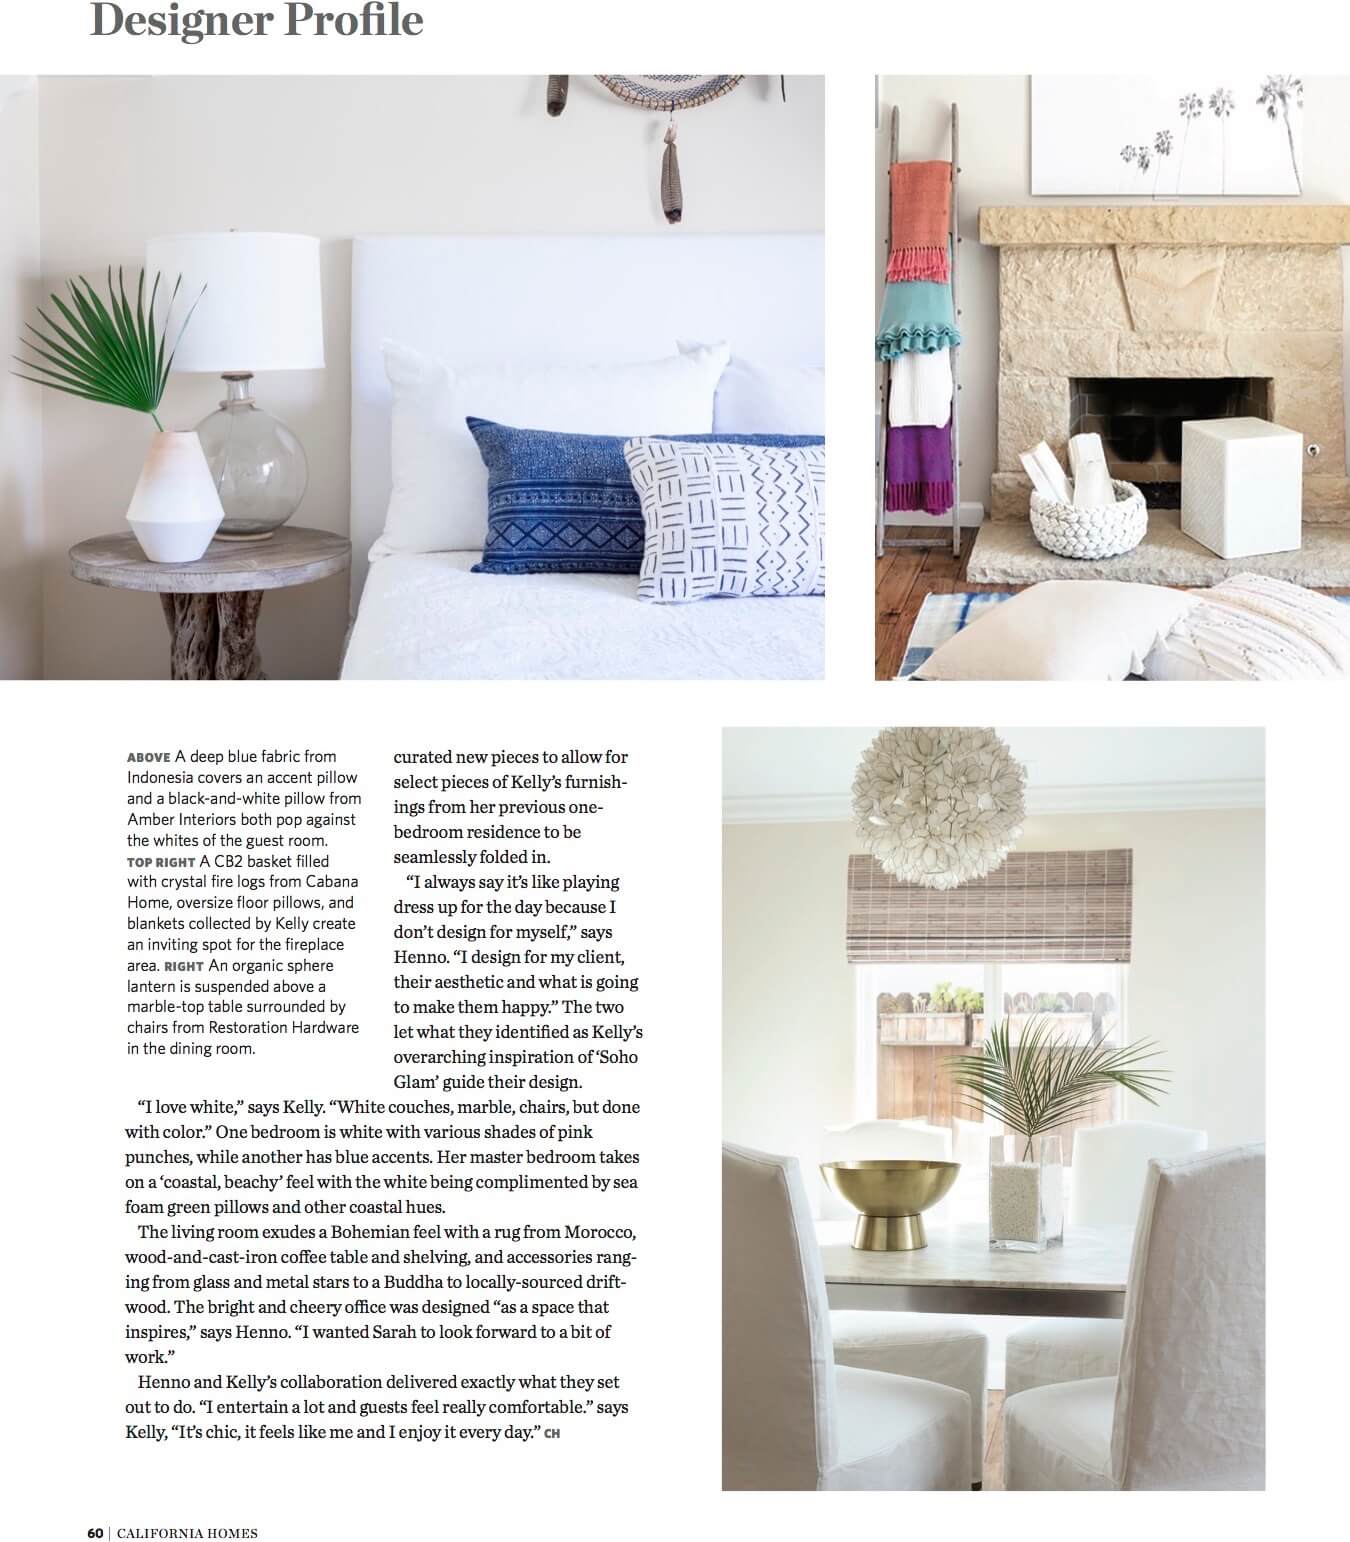 Designer Profile
ABOVE A deep blue fabric from
Indonesia covers an accent pillow
and a black-and-white pillow from
Amber Interiors both pop against
the whites of the guest room.
TOP RIGHT A CB2 basket filled
with crystal fire logs from Cabana
Home, oversize floor pillows, and
blankets collected by Kelly create
an inviting spot for the fireplace
area. RIGHT An organic sphere
lantern is suspended above a
marble-top table surrounded by
chairs from Restoration Hardware
in the dining room.
curated new pieces to allow for
select pieces of Kelly’s furnish-
ings from her previous one-
bedroom residence to be
seamlessly folded in.
“I always say it’s like playing
dress up for the day because I
don’t design for myself,” says
Henno. “I design for my client,
their aesthetic and what is going
to make them happy.” The two
let what they identified as Kelly’s
overarching inspiration of ‘Soho
Glam’ guide their design.
“I love white,” says Kelly. “White couches, marble, chairs, but done
with color.” One bedroom is white with various shades of pink
punches, while another has blue accents. Her master bedroom takes
on a ‘coastal, beachy’ feel with the white being complimented by sea
foam green pillows and other coastal hues.
The living room exudes a Bohemian feel with a rug from Morocco,
wood-and-cast-iron coffee table and shelving, and accessories rang-
ing from glass and metal stars to a Buddha to locally-sourced drift-
wood. The bright and cheery office was designed “as a space that
inspires,” says Henno. “I wanted Sarah to look forward to a bit of
work.”
Henno and Kelly’s collaboration delivered exactly what they set
out to do. “I entertain a lot and guests feel really comfortable.” says
Kelly, “It’s chic, it feels like me and I enjoy it every day.” CH
60 | CALIFORNIA HOMES